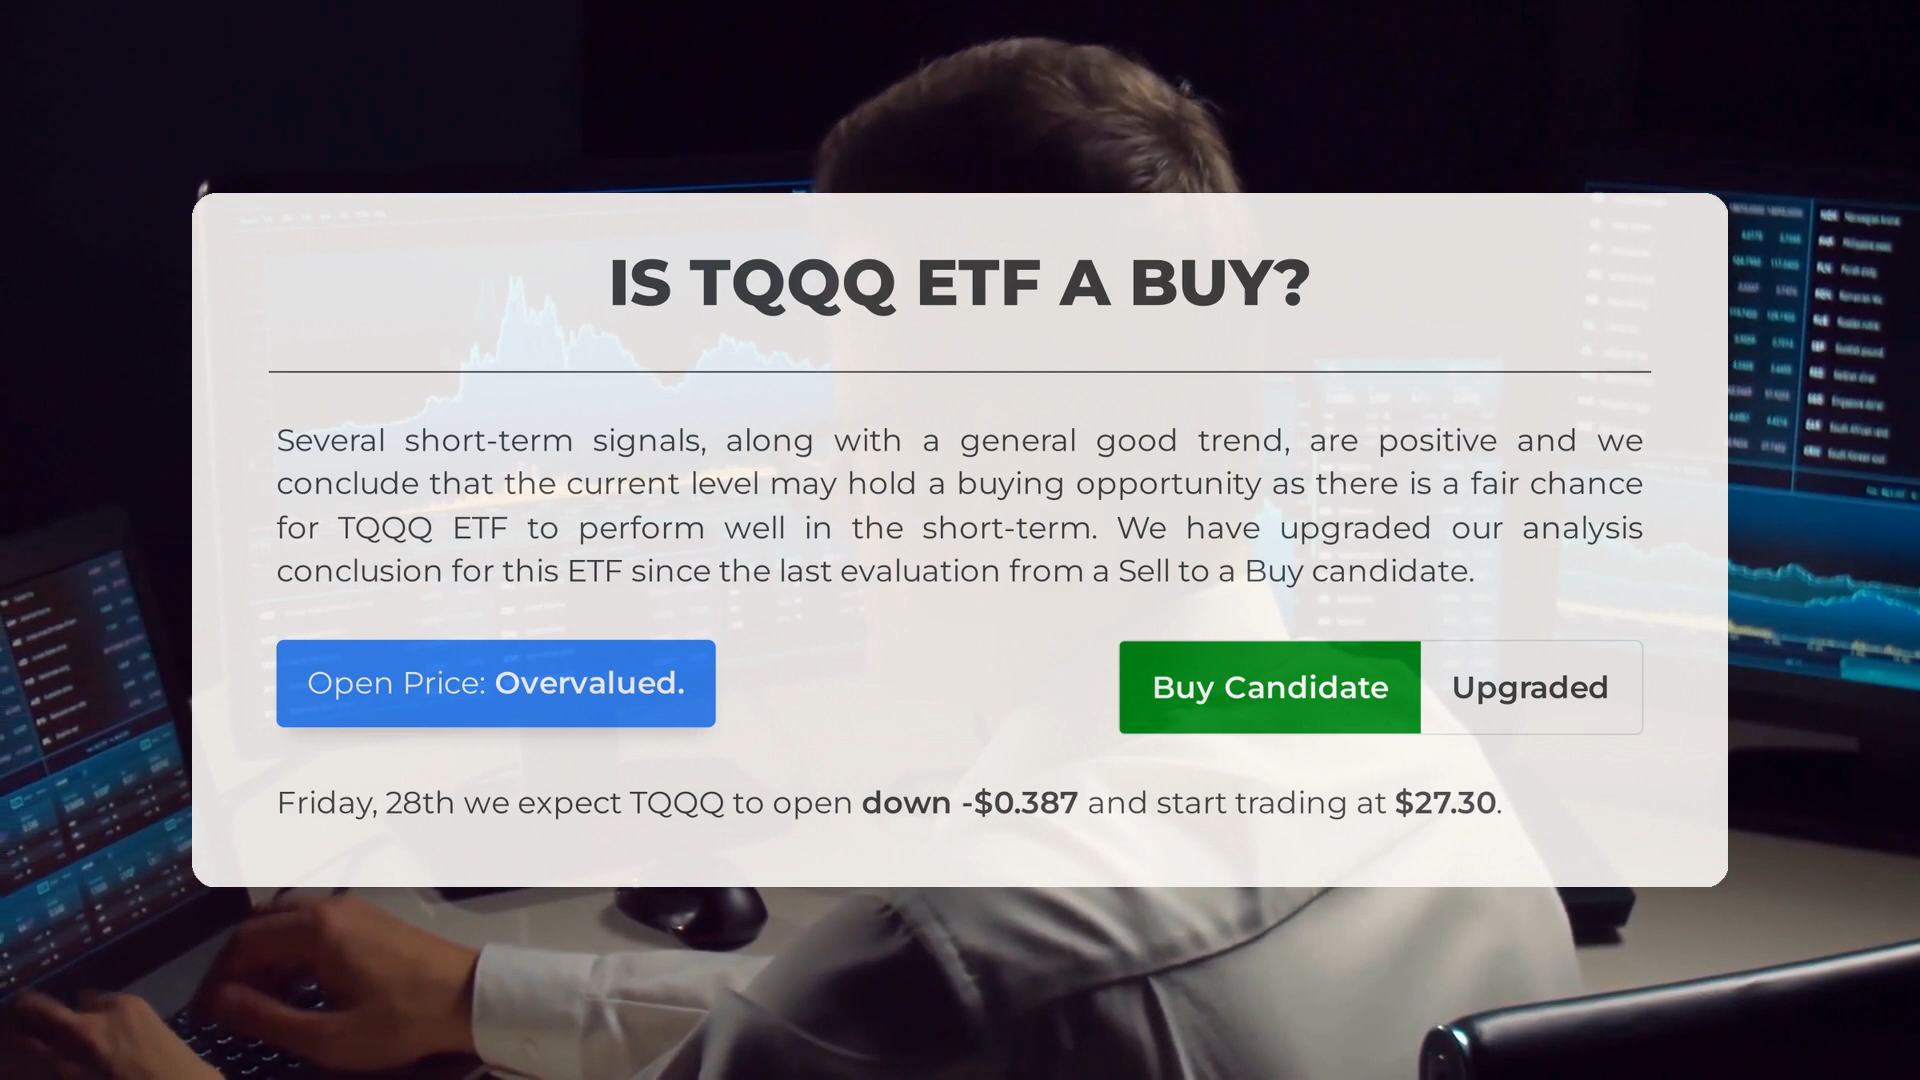 IS TQQQ ETF A BUY?
Several short-term signals, along with a general good trend, are positive and we
conclude that the current level may hold a buying opportunity as there is a fair chance
for TQQQ ETF to perform well in the short-term. We have upgraded our analysis
conclusion for this ETF since the last evaluation from a Sell to a Buy candidate.
Open Price: Overvalued.
Buy Candidate Upgraded
Friday, 28th we expect TQQQ to open down -$0.387 and start trading at $27.30.